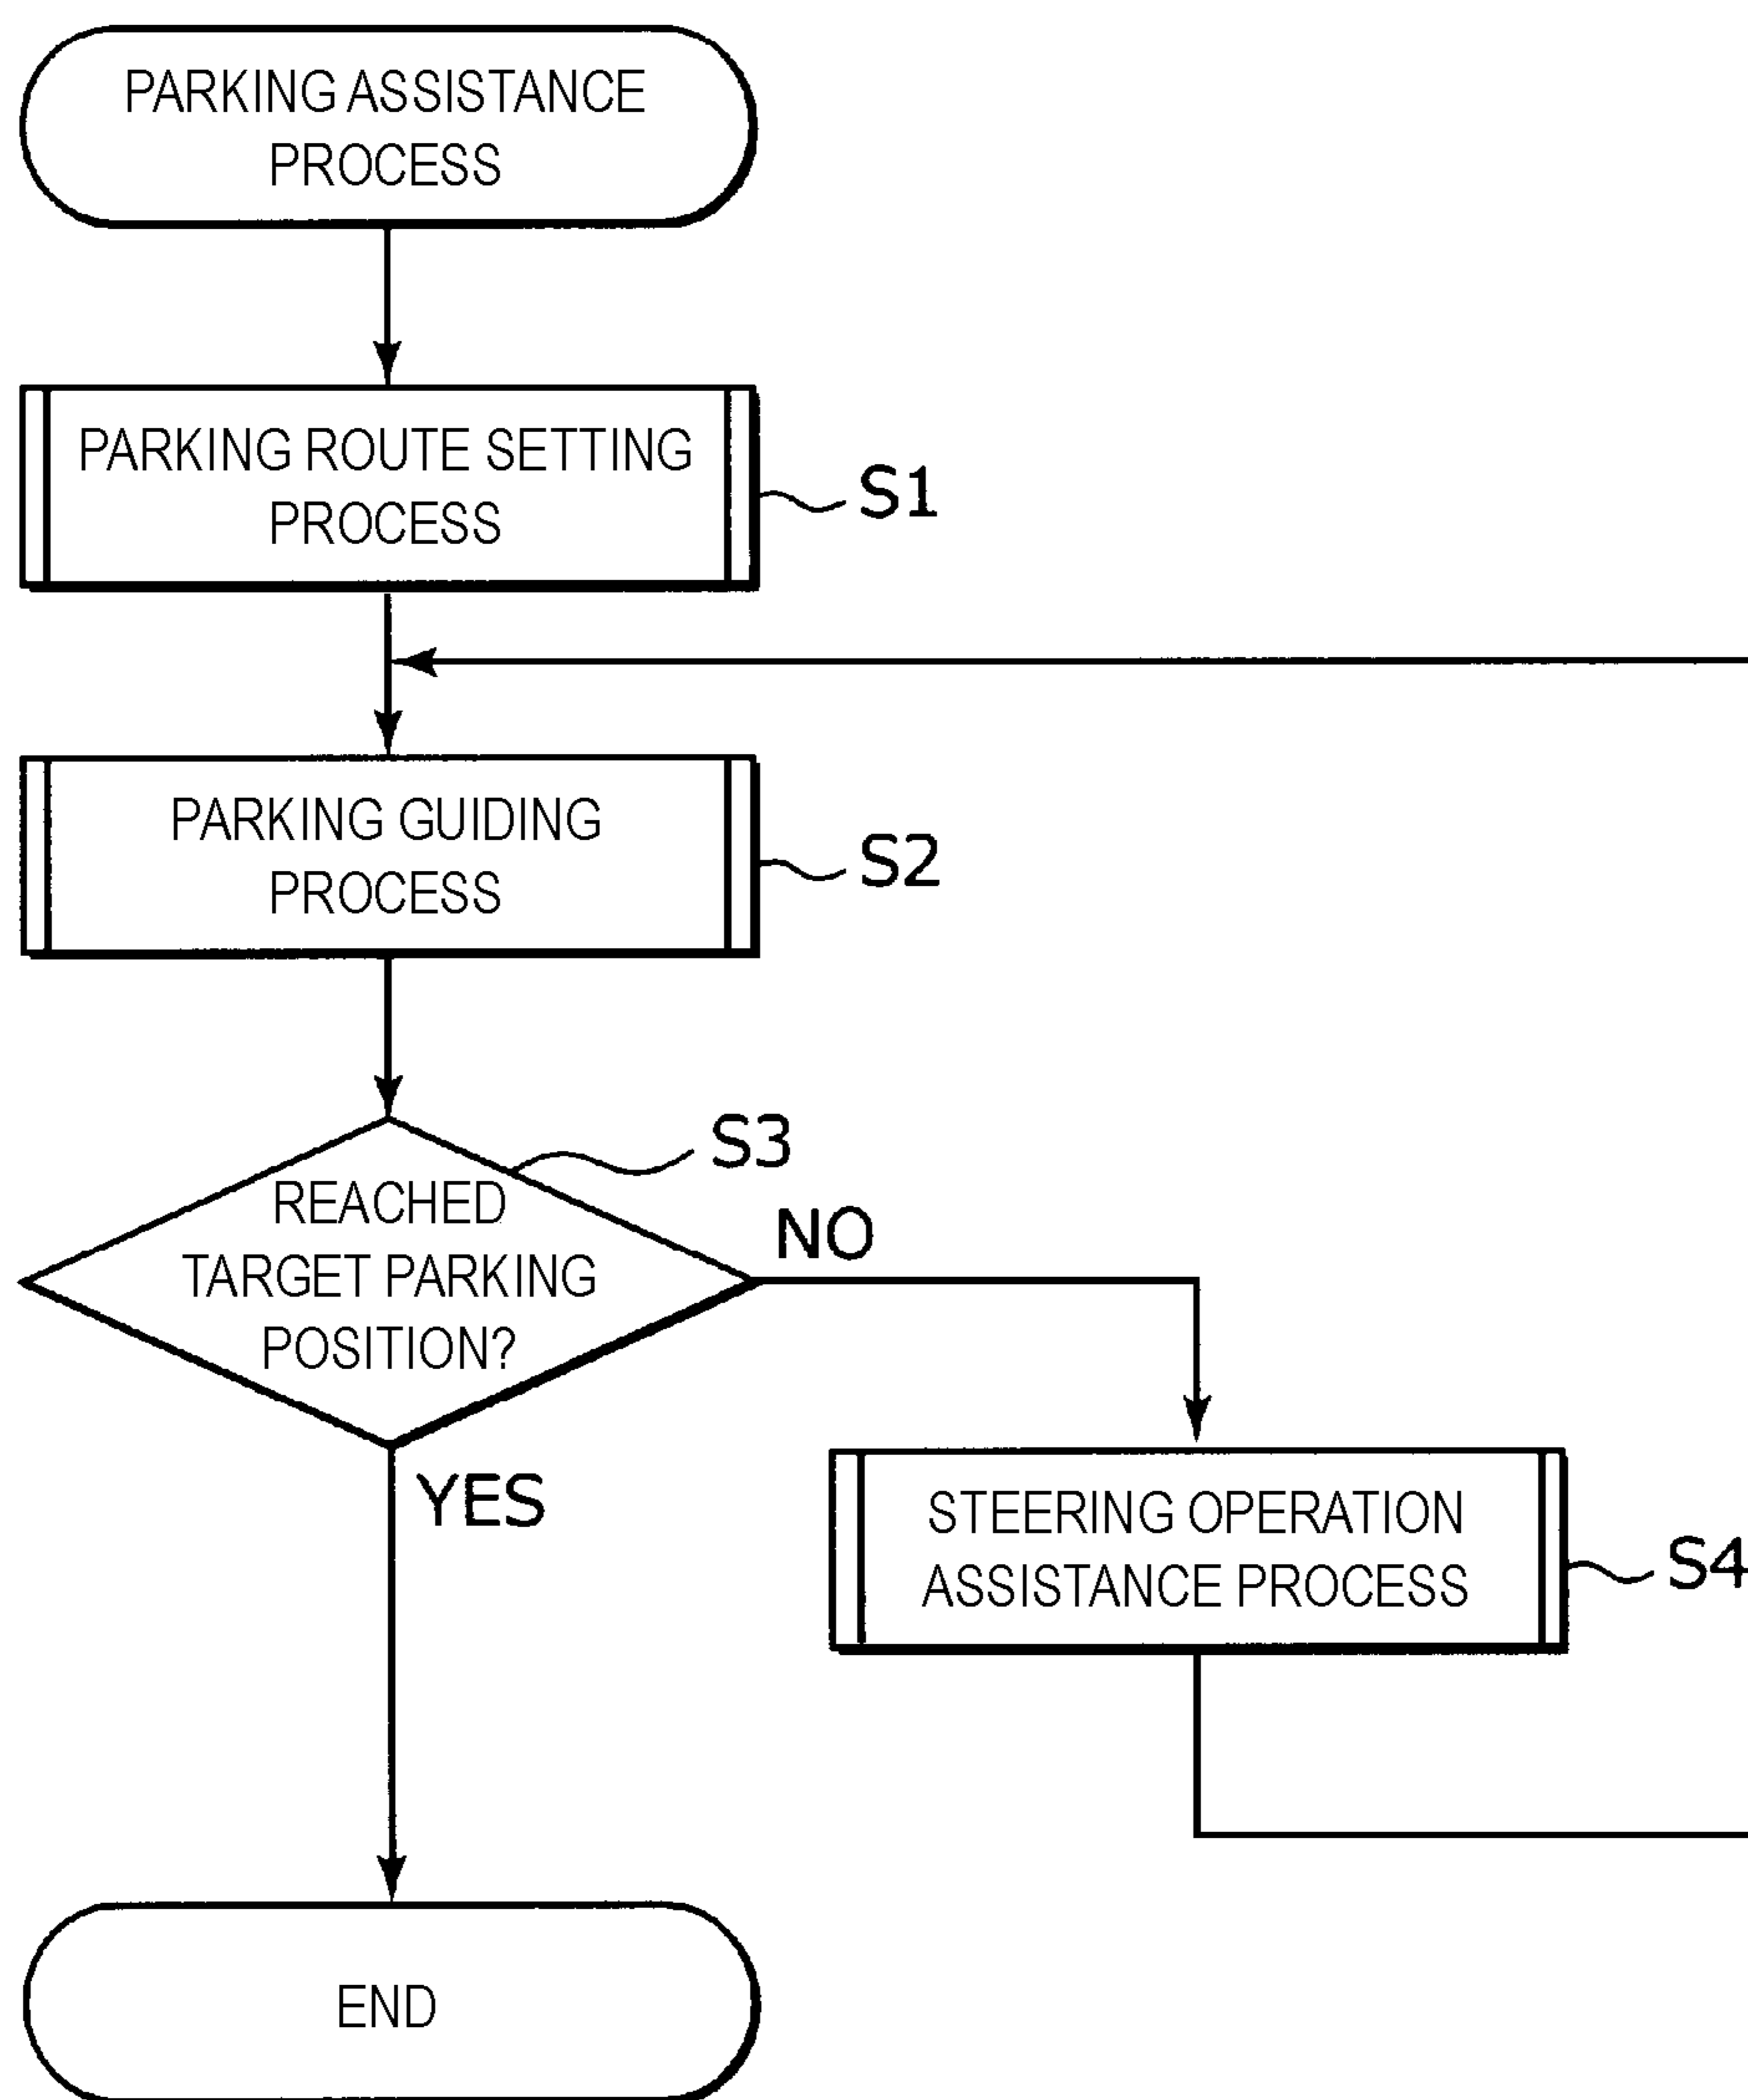 PARKING ASSISTANCE
PROCESS
PARKING ROUTE SETTING
PROCESS
S1
PARKING GUIDING
PROCESS
S2
S3
REACHED
TARGET PARKING
POSITION?
NO
YES
STEERING OPERATION
ASSISTANCE PROCESS
S4
END